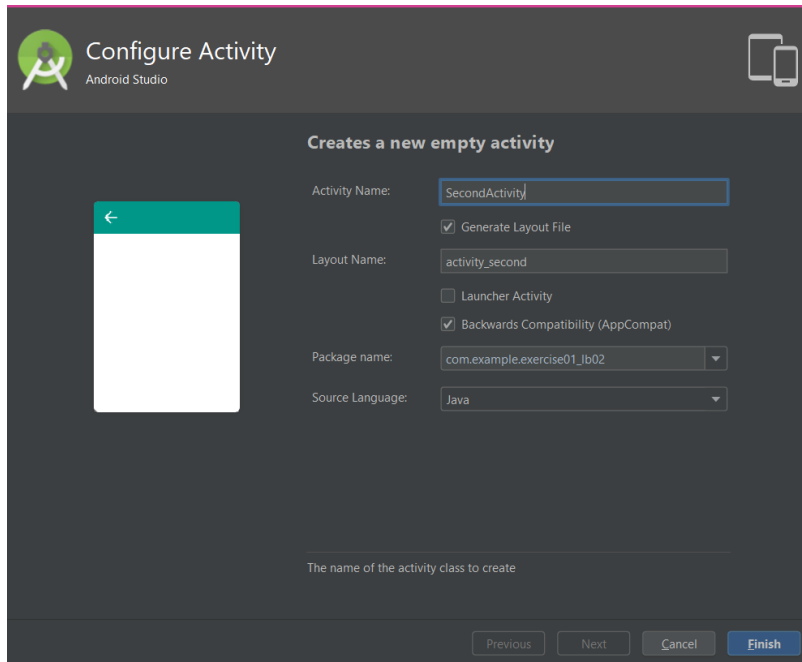 Configure Activity
Android Studio
Creates a new empty activity
Activity Name:
SecondActivity
Generate Layout File
Layout Name:
activity_second
Launcher Activity
Backwards Compatibility (AppCompat)
Package name:
com.example.exercise01_lb02
Source Language:
Java
The name of the activity class to create
Previous
Next
Cancel
Finish